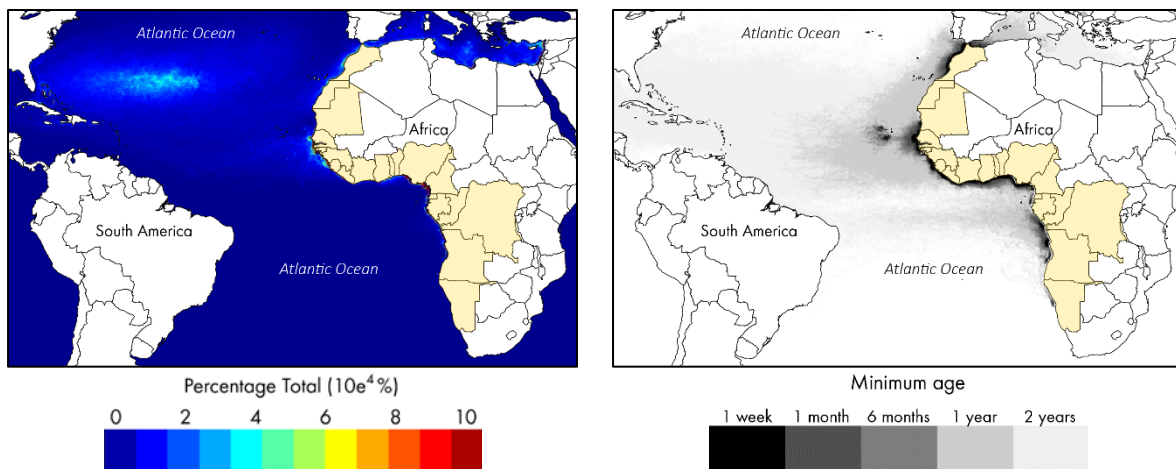 Atlantic Ocean
Africa
South America
Atlantic Ocean
Percentage Total (10e⁴%)
0 2 4 6 8 10
Atlantic Ocean
Africa
South America
Atlantic Ocean
Minimum age
1 week 1 month 6 months 1 year 2 years